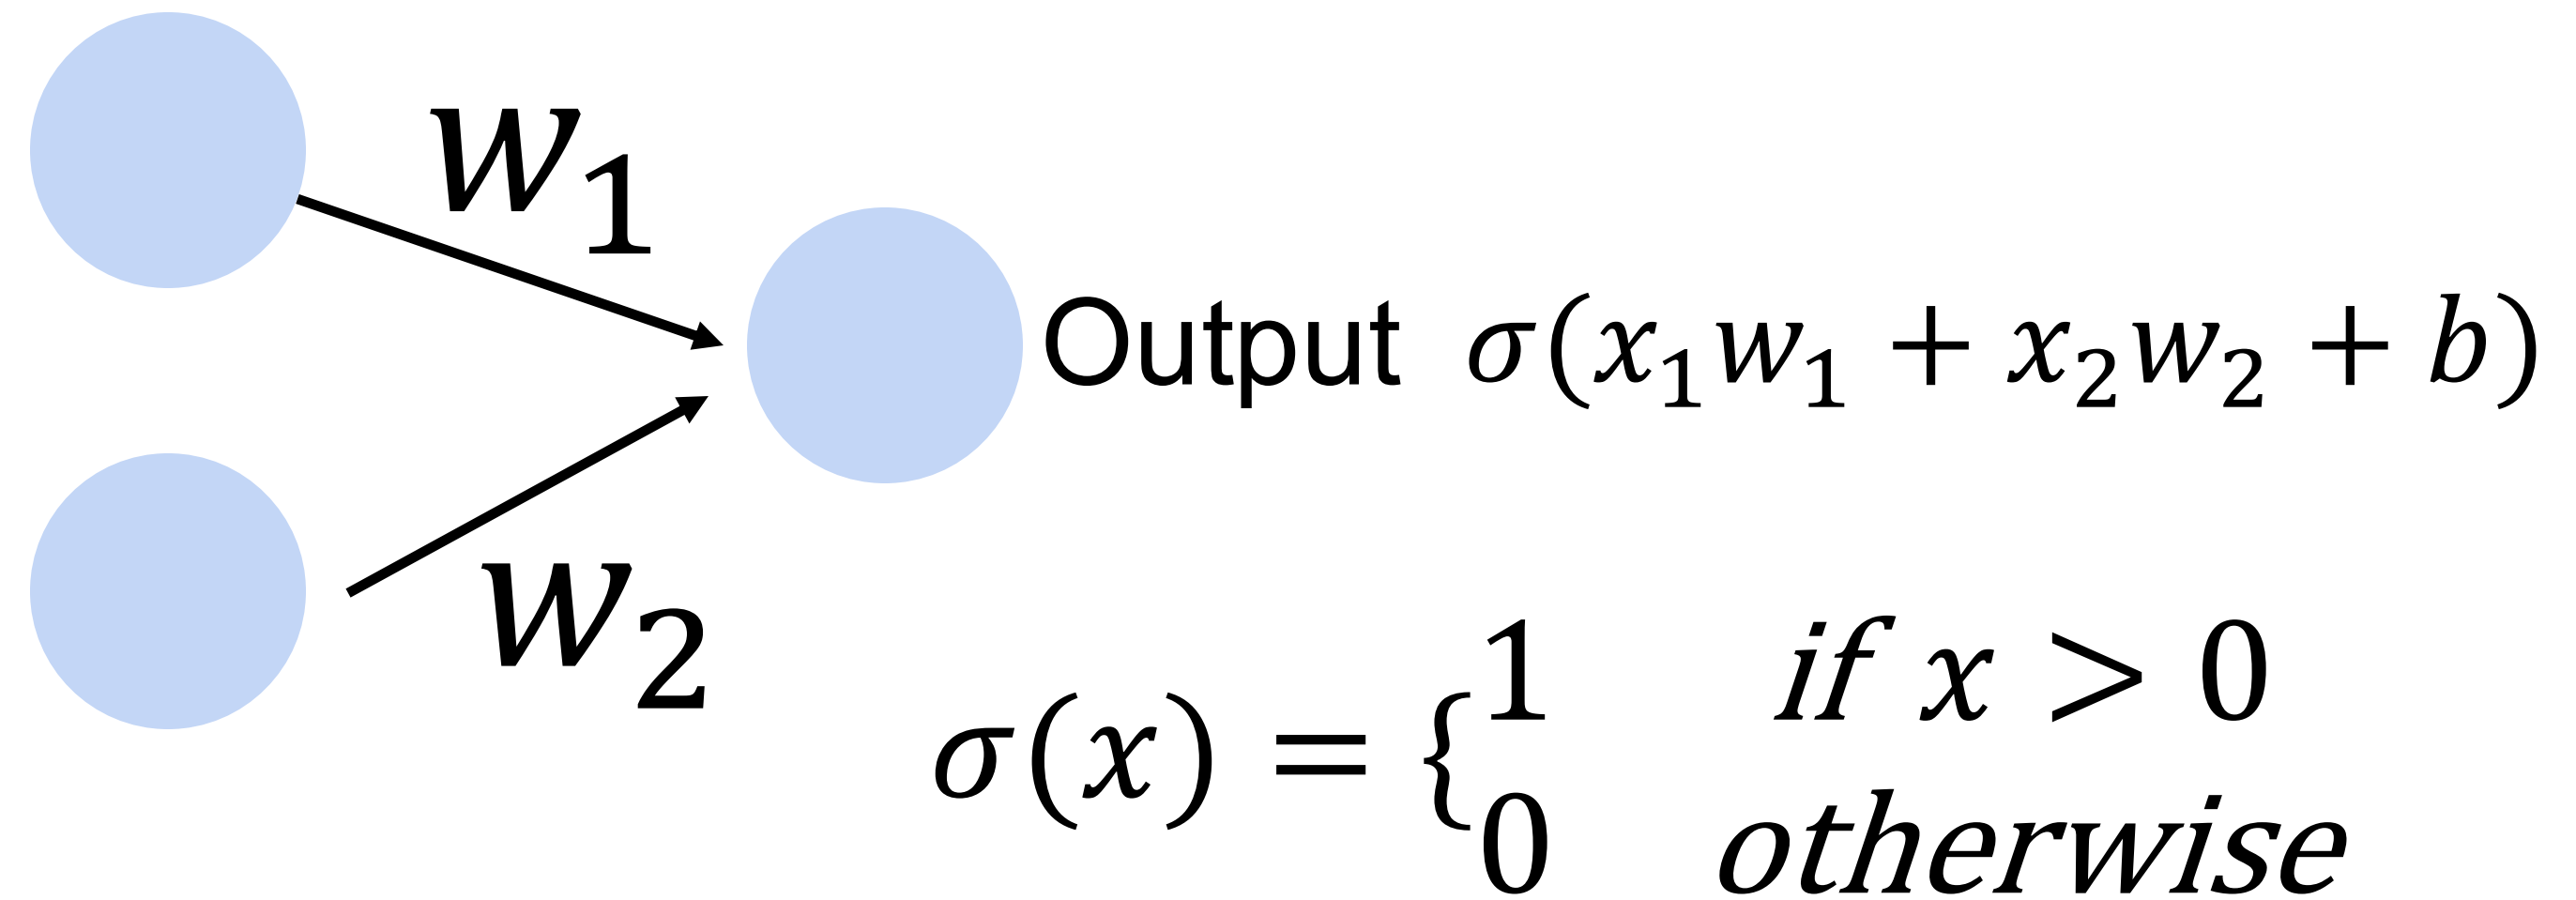 w₁
Output σ(x₁w₁ + x₂w₂ + b)
w₂
σ(x) = {1 if x > 0
0 otherwise